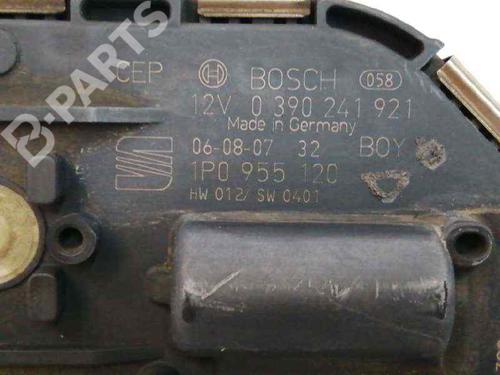 B-PARTS
CEP BOSCH 058
12V 0 390 241 921
Made in Germany
06-08-07 32 BOY
1P0 955 120
HW 012/ SW 0401